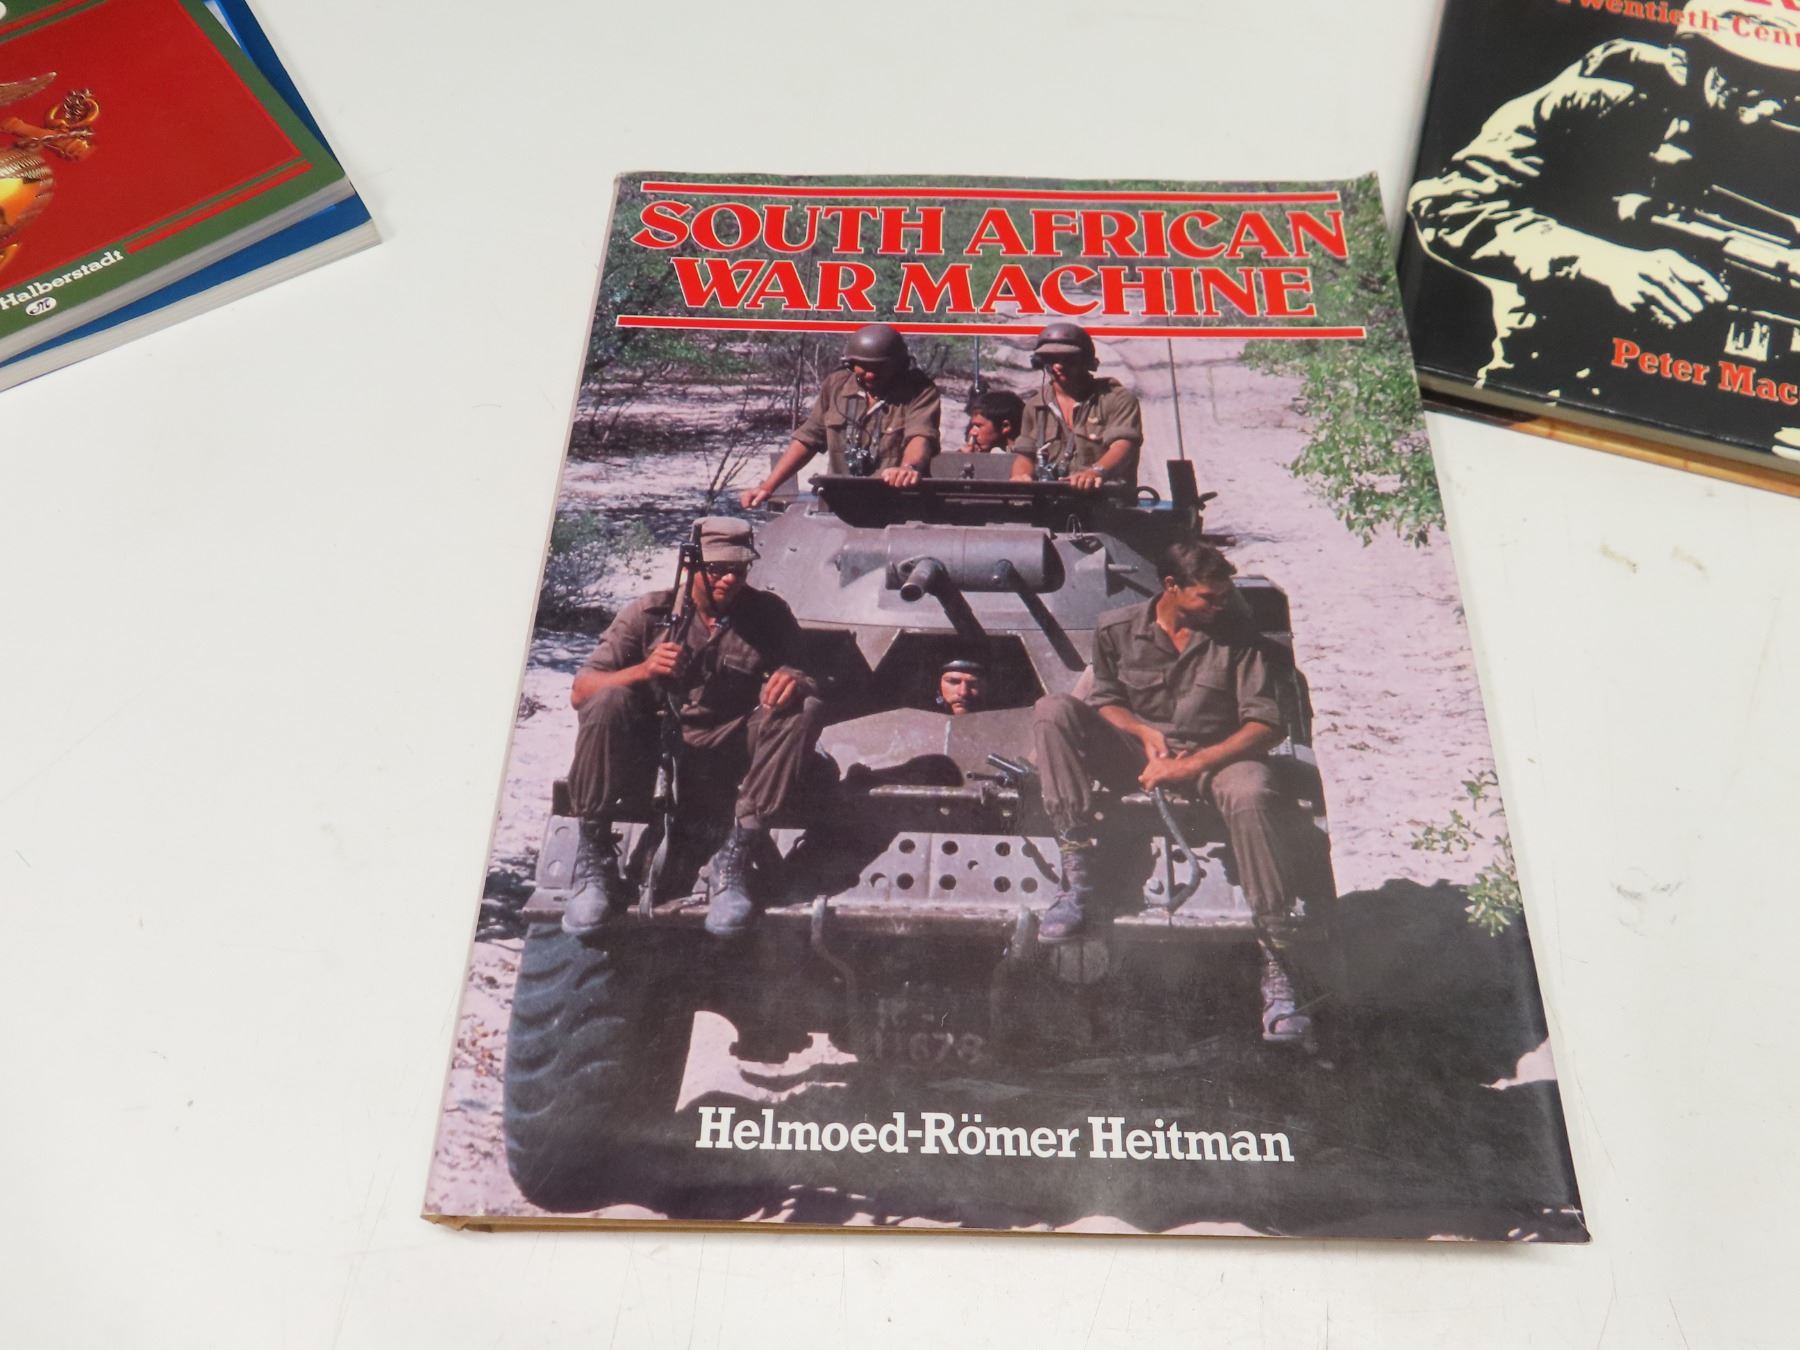 SOUTH AFRICAN
WAR MACHINE
Helmoed-Römer Heitman
Halberstadt
Twentieth Cent
Peter Mac